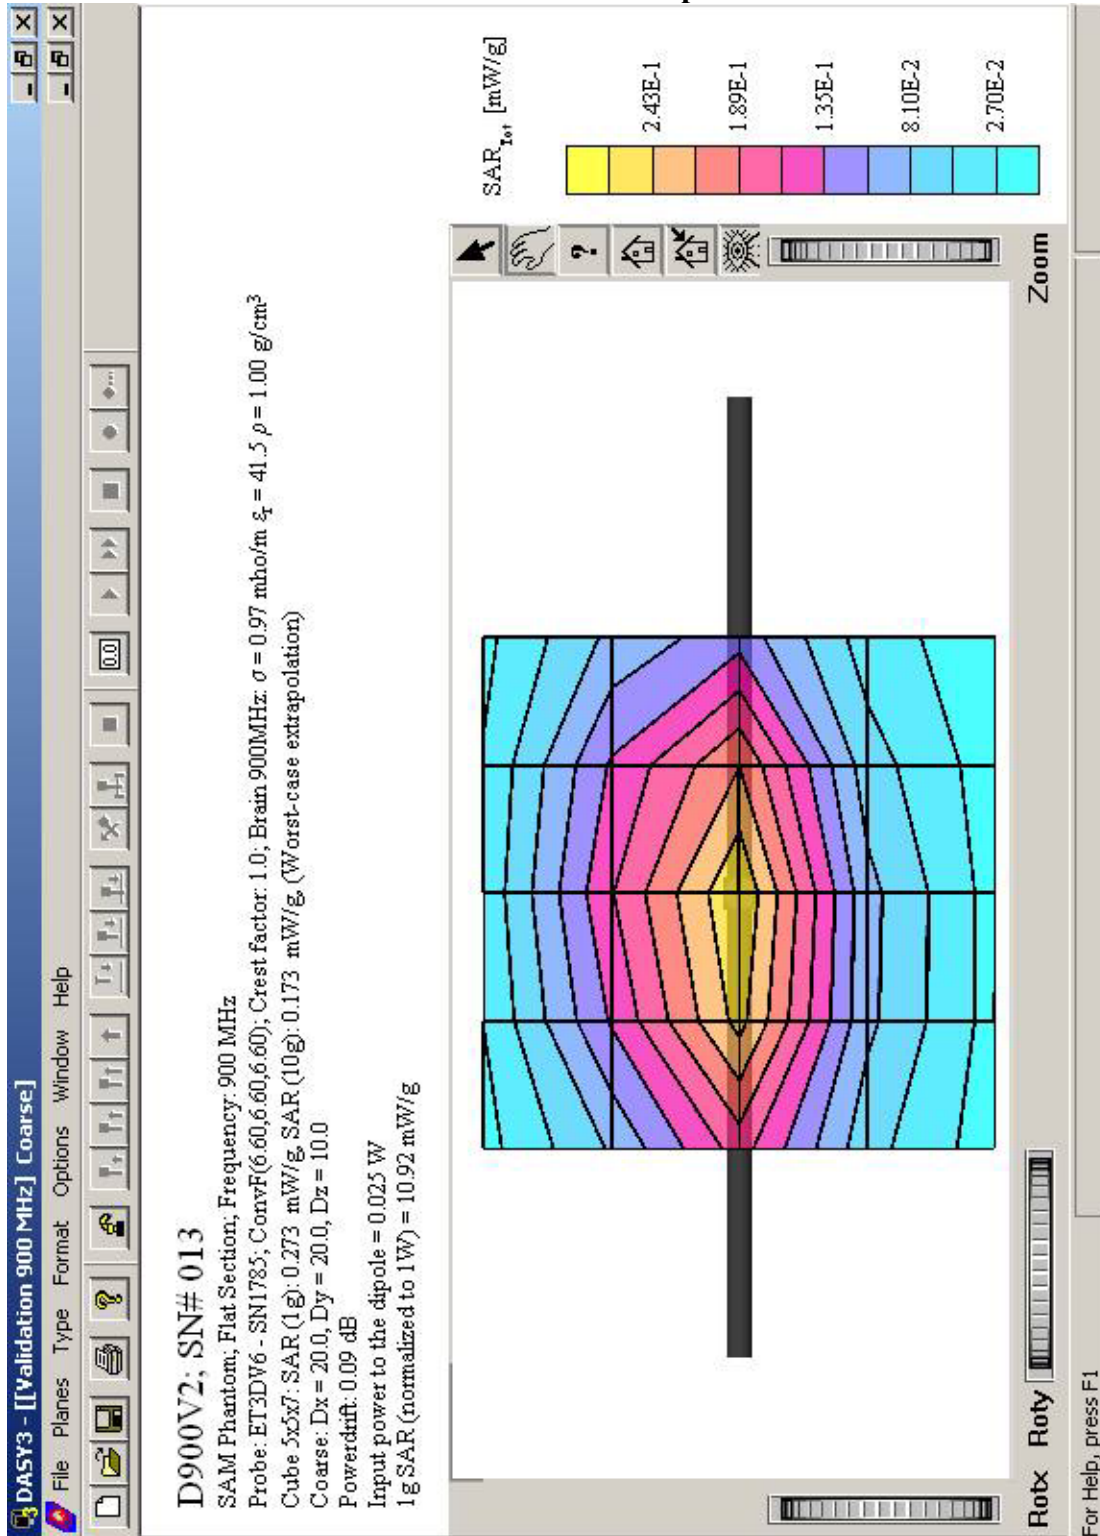 DASY3 - [[Validation 900 MHz] Coarse]
File Planes Type Format Options Window Help
0.0
D900V2; SN# 013
SAM Phantom; Flat Section; Frequency: 900 MHz
Probe: ET3DV6 - SN1785; ConvF(6.60,6.60,6.60); Crest factor: 1.0; Brain 900MHz: σ = 0.97 mho/m εr = 41.5 ρ = 1.00 g/cm³
Cube 5x5x7: SAR (1g): 0.273 mW/g, SAR (10g): 0.173 mW/g, (Worst-case extrapolation)
Coarse: Dx = 20.0, Dy = 20.0, Dz = 10.0
Powerdrift: 0.09 dB
Input power to the dipole = 0.025 W
1g SAR (normalized to 1W) = 10.92 mW/g
SARTot [mW/g]
2.43E-1
1.89E-1
1.35E-1
8.10E-2
2.70E-2
Rotx Roty Zoom
For Help, press F1